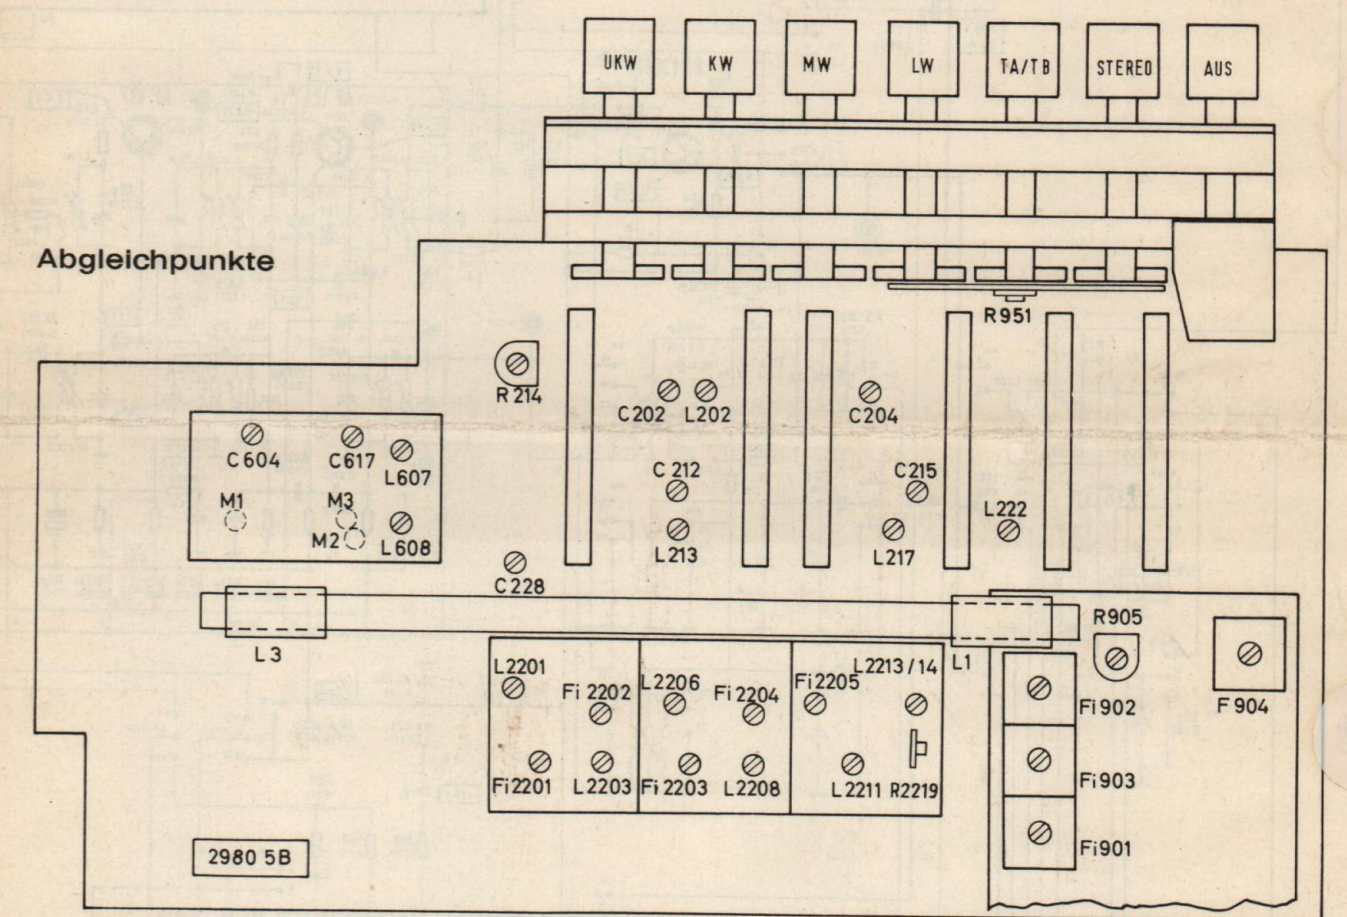 UKW KW MW LW TA/TB STEREO AUS
Abgleichpunkte
R951
R214
C202 L202 C204
C604 C617 L607
C212 C215
M1 M3 L222
M2 L608 L213 L217
C228
R905
L3 L2201 Fi2202 L2206 Fi2204 Fi2205 L2213/14 L1
Fi902 F904
Fi2201 L2203 Fi2203 L2208 L2211 R2219 Fi903
2980 5B Fi901